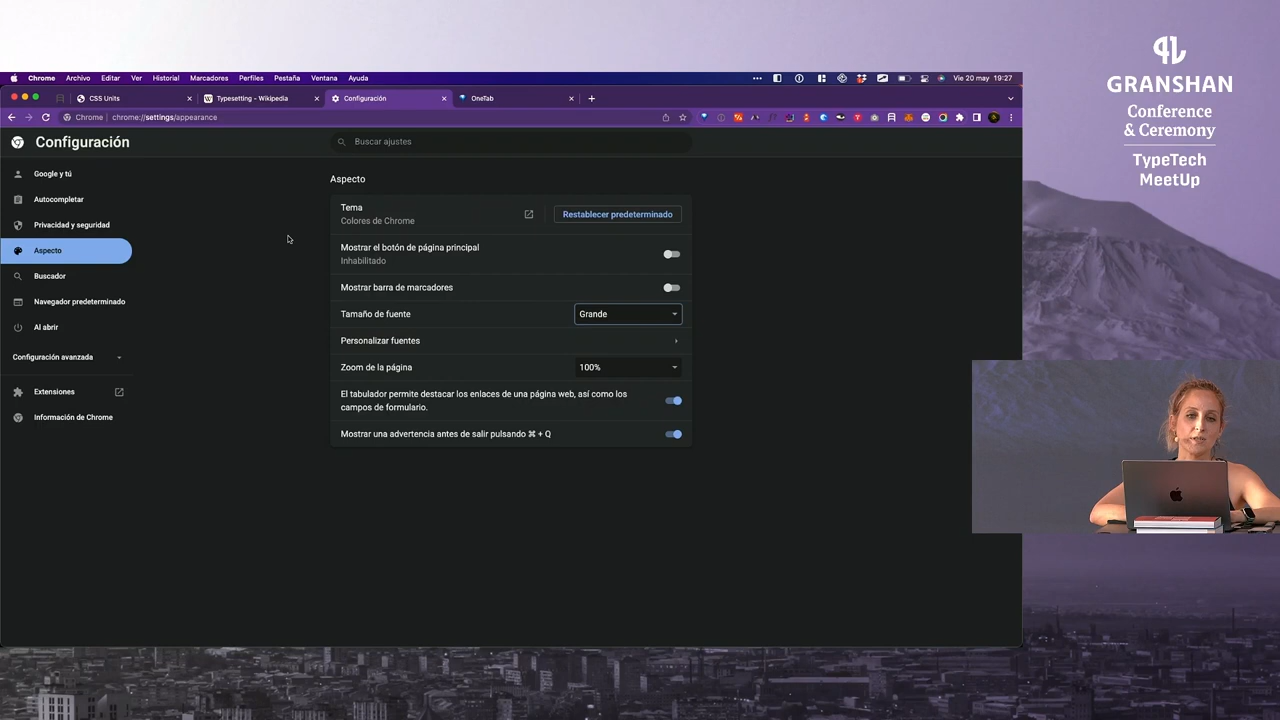 GRANSHAN
Conference
& Ceremony
TypeTech
MeetUp
Chrome Archivo Editar Ver Historial Marcadores Perfiles Pestaña Ventana Ayuda
Vie 20 may 19:27
CSS Units
Typesetting - Wikipedia
Configuración
OneTab
Chrome chrome://settings/appearance
Configuración
Buscar ajustes
Google y tú
Autocompletar
Privacidad y seguridad
Aspecto
Buscador
Navegador predeterminado
Al abrir
Configuración avanzada
Extensiones
Información de Chrome
Aspecto
Tema
Colores de Chrome
Restablecer predeterminado
Mostrar el botón de página principal
Inhabilitado
Mostrar barra de marcadores
Tamaño de fuente
Grande
Personalizar fuentes
Zoom de la página
100%
El tabulador permite destacar los enlaces de una página web, así como los
campos de formulario.
Mostrar una advertencia antes de salir pulsando ⌘ + Q